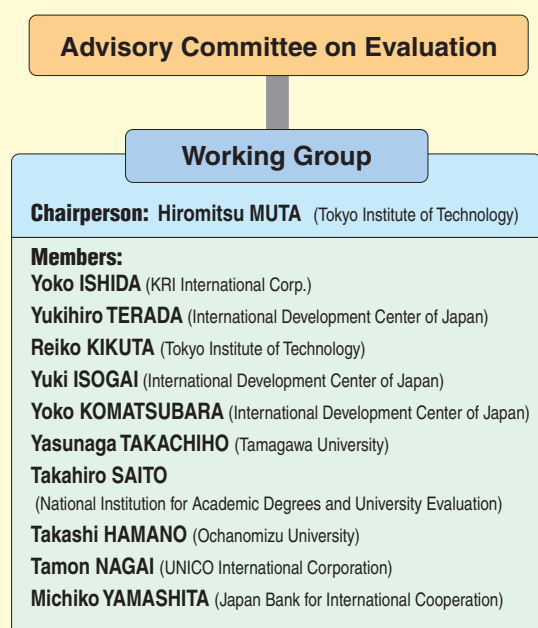 Advisory Committee on Evaluation
Working Group
Chairperson: Hiromitsu MUTA (Tokyo Institute of Technology)
Members:
Yoko ISHIDA (KRI International Corp.)
Yukihiro TERADA (International Development Center of Japan)
Reiko KIKUTA (Tokyo Institute of Technology)
Yuki ISOGAI (International Development Center of Japan)
Yoko KOMATSUBARA (International Development Center of Japan)
Yasunaga TAKACHIHO (Tamagawa University)
Takahiro SAITO
(National Institution for Academic Degrees and University Evaluation)
Takashi HAMANO (Ochanomizu University)
Tamon NAGAI (UNICO International Corporation)
Michiko YAMASHITA (Japan Bank for International Cooperation)